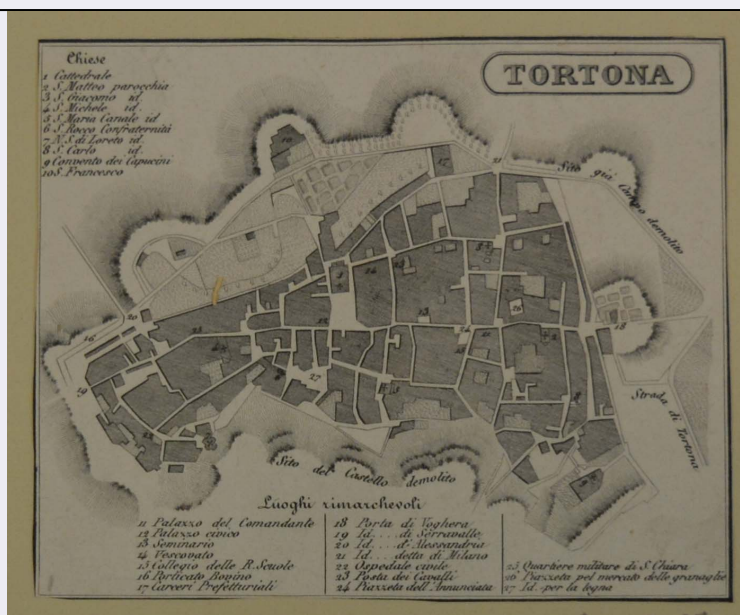 TORTONA
Chiese
1 Cattedrale
2 S. Matteo parocchia
3 S. Giacomo id.
4 S. Michele id.
5 S. Maria Canale id
6 S. Rocco Confraternità
7 N.S. di Loreto id.
8 S. Carlo id.
9 Convento dei Capucini
10 S. Francesco
Sito già Corpo demolito
Strada di Tortona
Sito del Castello demolito
Luoghi rimarchevoli
11 Palazzo del Comandante
12 Palazzo civico
13 Seminario
14 Vescovato
15 Collegio delle R. Scuole
16 Porticato Bovino
17 Carceri Prefetturiali
18 Porta di Voghera
19 Id. . . . di Serravalle
20 Id. . . . d'Alessandria
21 Id. . . . detta di Milano
22 Ospedale civile
23 Posta dei Cavalli
24 Piazzeta dell'Annunciata
25 Quartiere militare di S. Chiara
26 Piazzeta pel mercato delle granaglie
27 Id. per la legna